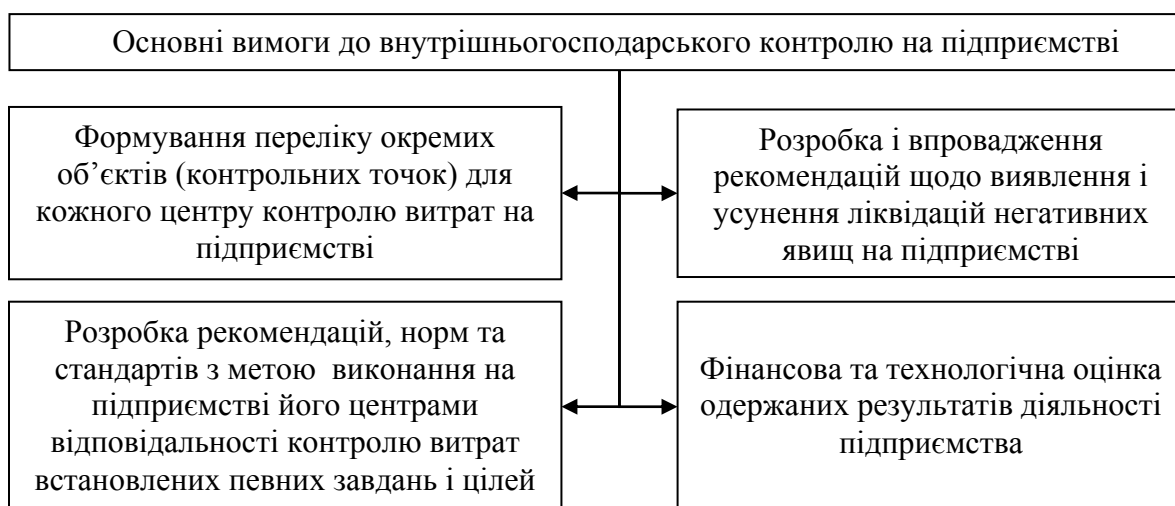 Основні вимоги до внутрішньогосподарського контролю на підприємстві
Формування переліку окремих
об’єктів (контрольних точок) для
кожного центру контролю витрат на
підприємстві
Розробка і впровадження
рекомендацій щодо виявлення і
усунення ліквідацій негативних
явищ на підприємстві
Розробка рекомендацій, норм та
стандартів з метою виконання на
підприємстві його центрами
відповідальності контролю витрат
встановлених певних завдань і цілей
Фінансова та технологічна оцінка
одержаних результатів діяльності
підприємства